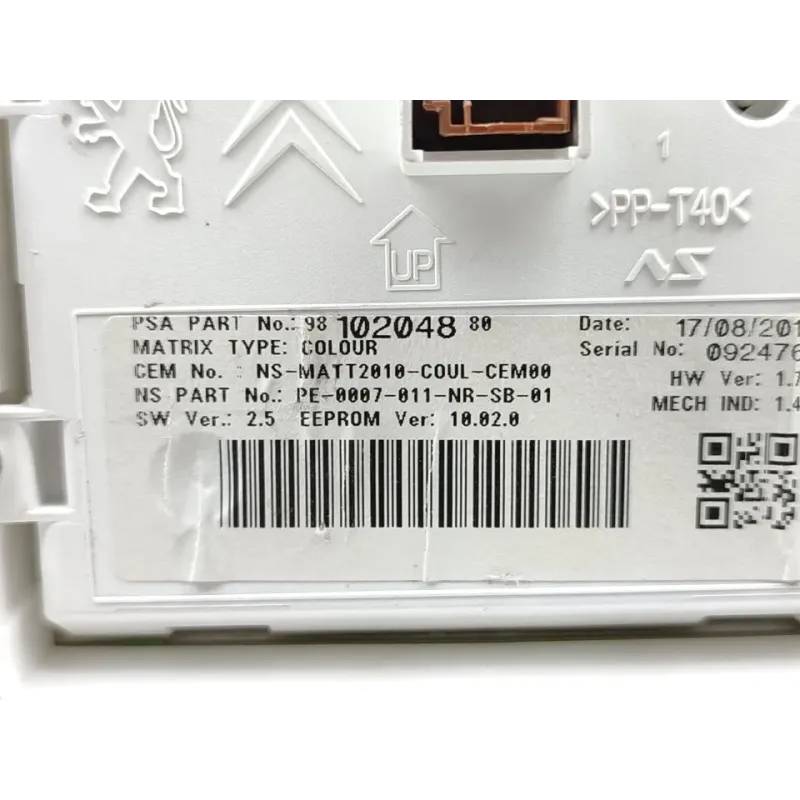 1
>PP-T40<
UP
NS
PSA PART No.: 98 102048 80
MATRIX TYPE: COLOUR
CEM No. : NS-MATT2010-COUL-CEM00
NS PART No.: PE-0007-011-NR-SB-01
SW Ver.: 2.5 EEPROM Ver: 10.02.0
Date: 17/08/201
Serial No: 092476
HW Ver: 1.7
MECH IND: 1.4